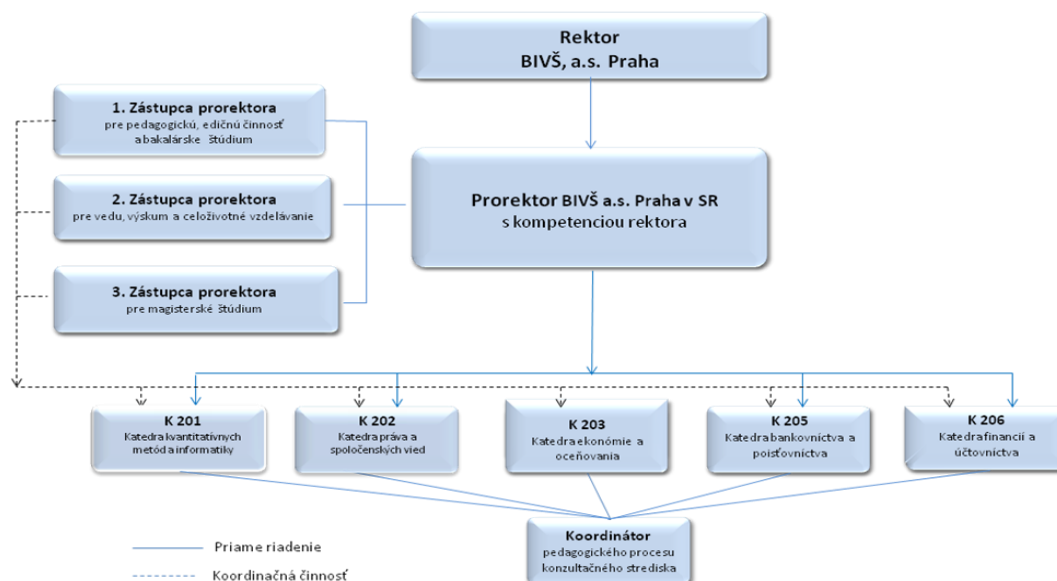 Rektor
BIVŠ, a.s. Praha
1. Zástupca prorektora
pre pedagogickú, edičnú činnosť
a bakalárske štúdium
Prorektor BIVŠ a.s. Praha v SR
s kompetenciou rektora
2. Zástupca prorektora
pre vedu, výskum a celoživotné vzdelávanie
3. Zástupca prorektora
pre magisterské štúdium
K 201
Katedra kvantitatívnych
metód a informatiky
K 202
Katedra práva a
spoločenských vied
K 203
Katedra ekonómie a
oceňovania
K 205
Katedra bankovníctva a
poisťovníctva
K 206
Katedra financií a
účtovníctva
Koordinátor
pedagogického procesu
konzultačného strediska
Priame riadenie
Koordinačná činnosť